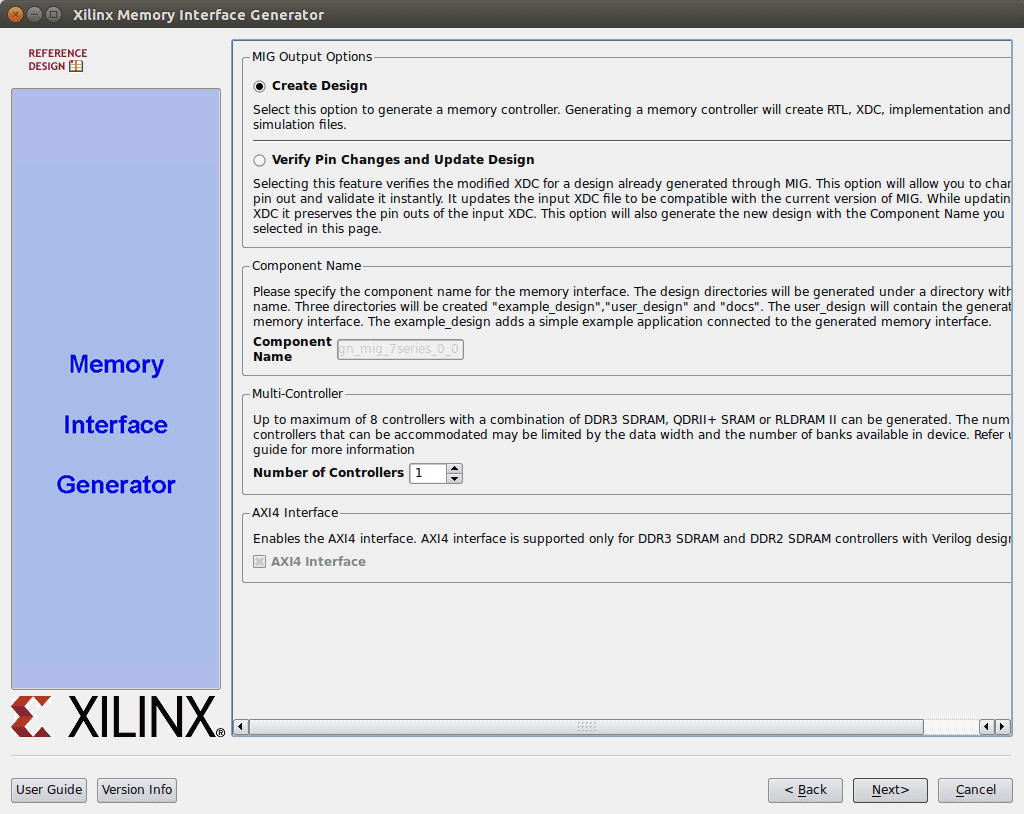 Xilinx Memory Interface Generator
REFERENCE
DESIGN
Memory
Interface
Generator
XILINX®
MIG Output Options
Create Design
Select this option to generate a memory controller. Generating a memory controller will create RTL, XDC, implementation and
simulation files.
Verify Pin Changes and Update Design
Selecting this feature verifies the modified XDC for a design already generated through MIG. This option will allow you to
pin out and validate it instantly. It updates the input XDC file to be compatible with the current version of MIG. While
XDC it preserves the pin outs of the input XDC. This option will also generate the new design with the Component Name you
selected in this page.
Component Name
Please specify the component name for the memory interface. The design directories will be generated under a directory with
name. Three directories will be created "example_design","user_design" and "docs". The user_design will contain the
memory interface. The example_design adds a simple example application connected to the generated memory interface.
Component
Name
gn_mig_7series_0_0
Multi-Controller
Up to maximum of 8 controllers with a combination of DDR3 SDRAM, QDRII+ SRAM or RLDRAM II can be generated. The
controllers that can be accommodated may be limited by the data width and the number of banks available in device. Refer
guide for more information
Number of Controllers 1
AXI4 Interface
Enables the AXI4 interface. AXI4 interface is supported only for DDR3 SDRAM and DDR2 SDRAM controllers with Verilog
AXI4 Interface
User Guide Version Info < Back Next> Cancel